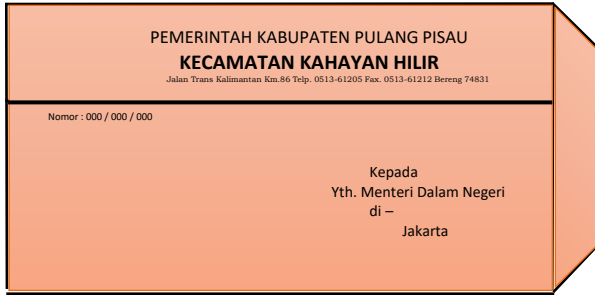 PEMERINTAH KABUPATEN PULANG PISAU
KECAMATAN KAHAYAN HILIR
Jalan Trans Kalimantan Km.86 Telp. 0513-61205 Fax. 0513-61212 Bereng 74831
Nomor : 000 / 000 / 000
Kepada
Yth. Menteri Dalam Negeri
di –
Jakarta